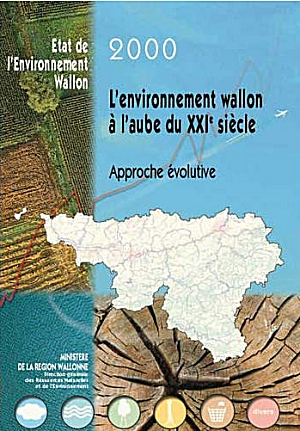 Etat de
l'Environnement
Wallon
2000
L'environnement wallon
à l'aube du XXIe siècle
Approche évolutive
MINISTERE
DE LA REGION WALLONNE
Direction générale
des Ressources Naturelles
et de l'Environnement
divers